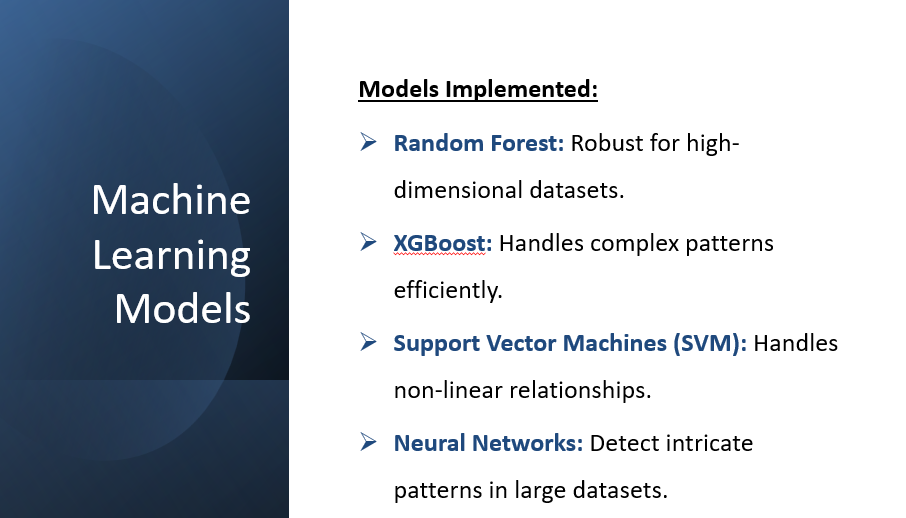 Machine
Learning
Models
Models Implemented:
Random Forest: Robust for high-
dimensional datasets.
XGBoost: Handles complex patterns
efficiently.
Support Vector Machines (SVM): Handles
non-linear relationships.
Neural Networks: Detect intricate
patterns in large datasets.